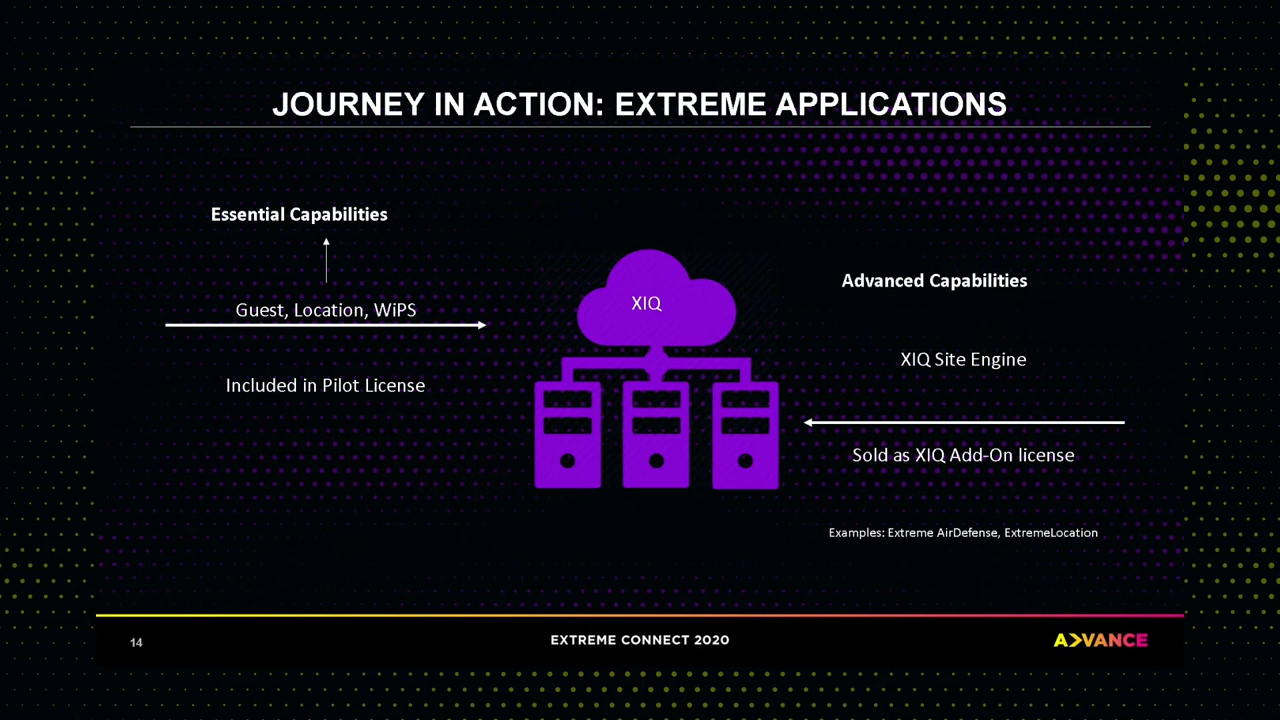 JOURNEY IN ACTION: EXTREME APPLICATIONS
Essential Capabilities
Guest, Location, WiPS
Included in Pilot License
XIQ
Advanced Capabilities
XIQ Site Engine
Sold as XIQ Add-On license
Examples: Extreme AirDefense, ExtremeLocation
14
EXTREME CONNECT 2020
ADVANCE